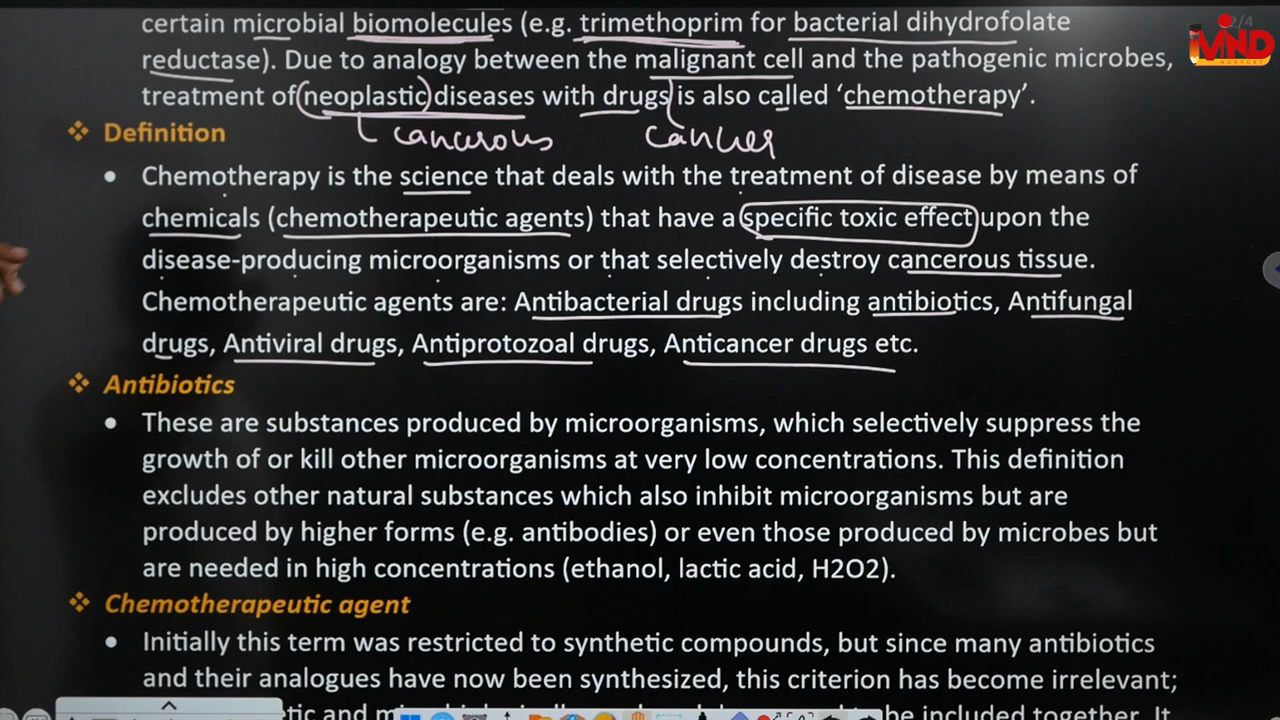 certain microbial biomolecules (e.g. trimethoprim for bacterial dihydrofolate
2/4
MIND
reductase). Due to analogy between the malignant cell and the pathogenic microbes,
treatment of (neoplastic) diseases with drugs is also called ‘chemotherapy’.
cancerous cancer
❖ Definition
• Chemotherapy is the science that deals with the treatment of disease by means of
chemicals (chemotherapeutic agents) that have a specific toxic effect upon the
disease-producing microorganisms or that selectively destroy cancerous tissue.
Chemotherapeutic agents are: Antibacterial drugs including antibiotics, Antifungal
drugs, Antiviral drugs, Antiprotozoal drugs, Anticancer drugs etc.
❖ Antibiotics
• These are substances produced by microorganisms, which selectively suppress the
growth of or kill other microorganisms at very low concentrations. This definition
excludes other natural substances which also inhibit microorganisms but are
produced by higher forms (e.g. antibodies) or even those produced by microbes but
are needed in high concentrations (ethanol, lactic acid, H2O2).
❖ Chemotherapeutic agent
• Initially this term was restricted to synthetic compounds, but since many antibiotics
and their analogues have now been synthesized, this criterion has become irrelevant;
be included together. It